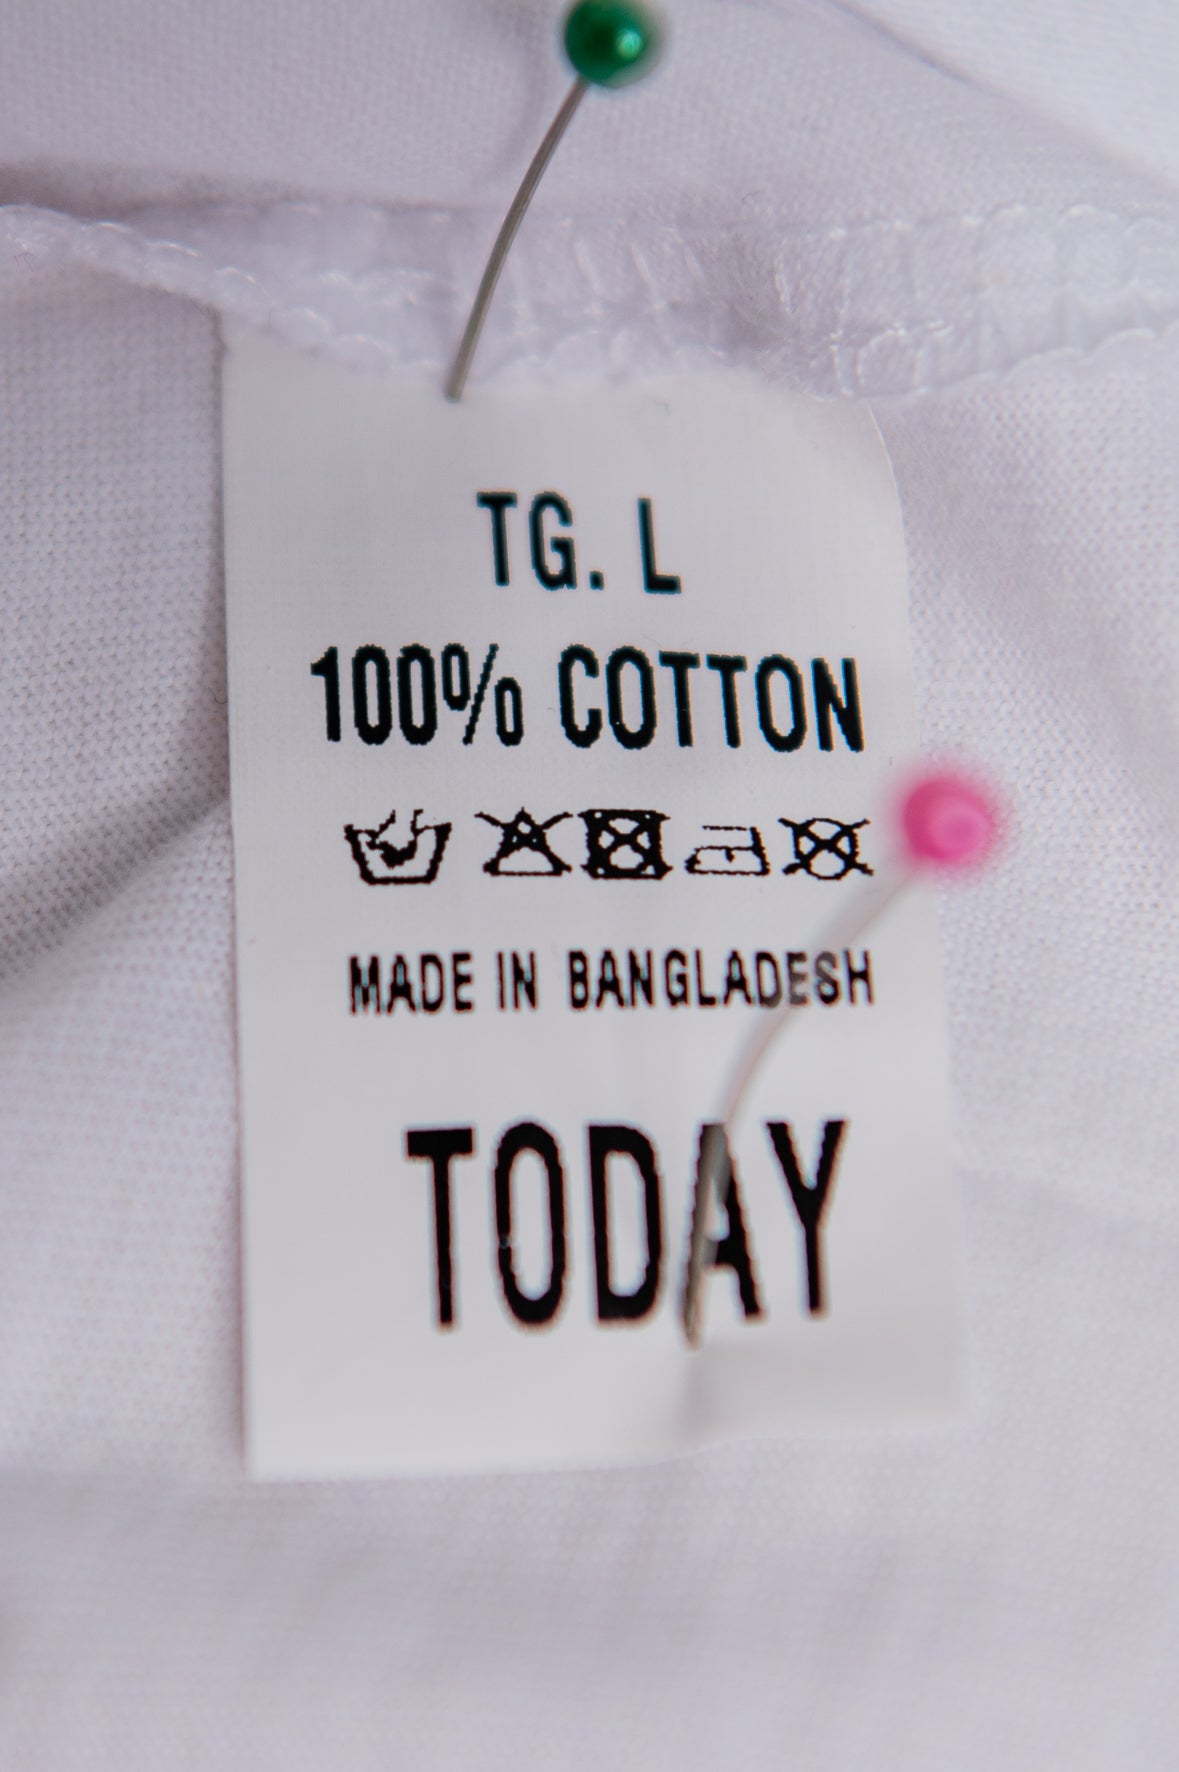 TG. L
100% COTTON
MADE IN BANGLADESH
TODAY